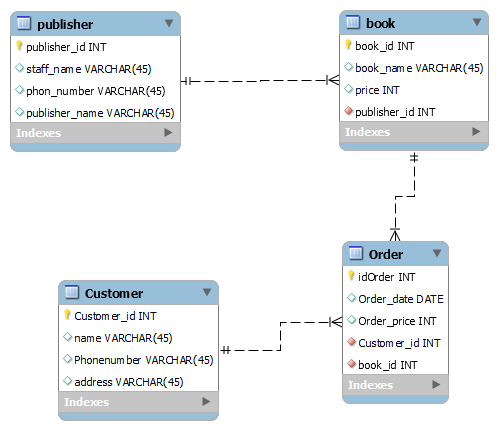 publisher
publisher_id INT
staff_name VARCHAR(45)
phon_number VARCHAR(45)
publisher_name VARCHAR(45)
Indexes
book
book_id INT
book_name VARCHAR(45)
price INT
publisher_id INT
Indexes
Customer
Customer_id INT
name VARCHAR(45)
Phonenumber VARCHAR(45)
address VARCHAR(45)
Indexes
Order
idOrder INT
Order_date DATE
Order_price INT
Customer_id INT
book_id INT
Indexes